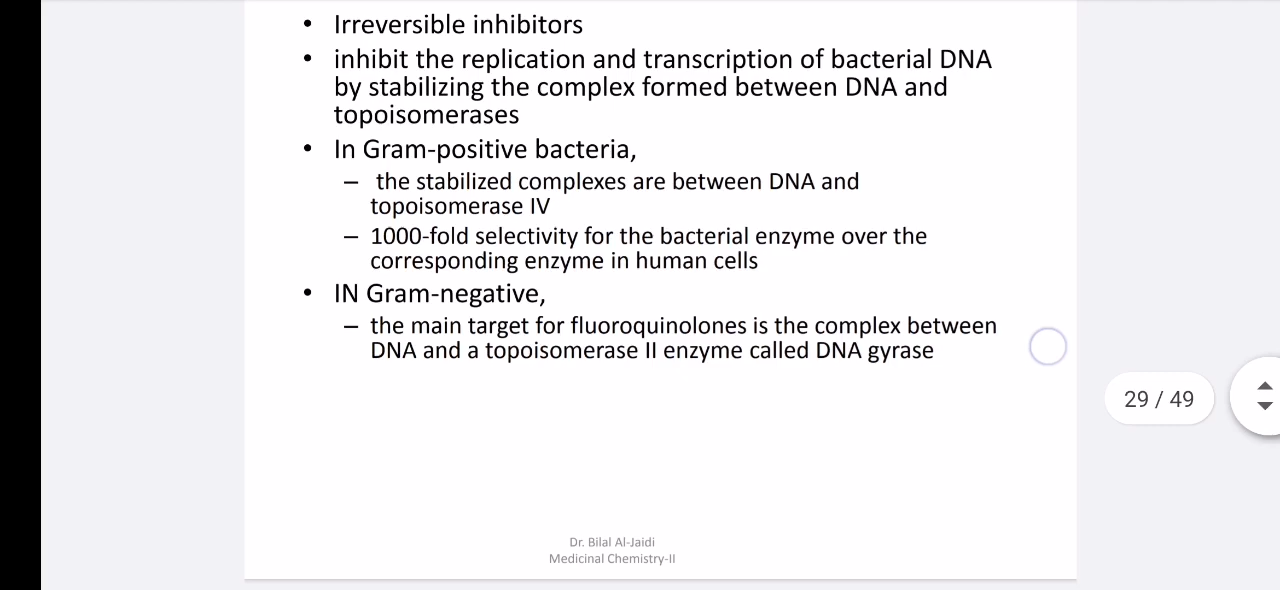 • Irreversible inhibitors
• inhibit the replication and transcription of bacterial DNA
by stabilizing the complex formed between DNA and
topoisomerases
• In Gram-positive bacteria,
– the stabilized complexes are between DNA and
topoisomerase IV
– 1000-fold selectivity for the bacterial enzyme over the
corresponding enzyme in human cells
• IN Gram-negative,
– the main target for fluoroquinolones is the complex between
DNA and a topoisomerase II enzyme called DNA gyrase
29 / 49
Dr. Bilal Al-Jaidi
Medicinal Chemistry-II